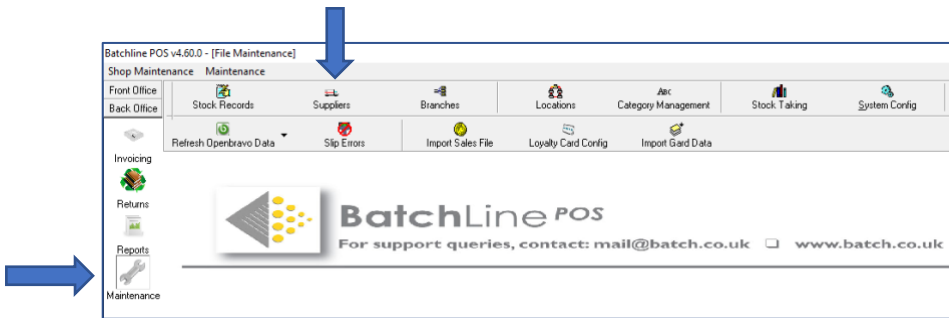 Batchline POS v4.60.0 - [File Maintenance]
Shop Maintenance Maintenance
Front Office
Back Office
Stock Records Suppliers Branches Locations ABC Category Management Stock Taking System Config
Refresh Openbravo Data Slip Errors Import Sales File Loyalty Card Config Import Gard Data
Invoicing
Returns
Reports
Maintenance
BatchLine POS
For support queries, contact: mail@batch.co.uk ❑ www.batch.co.uk